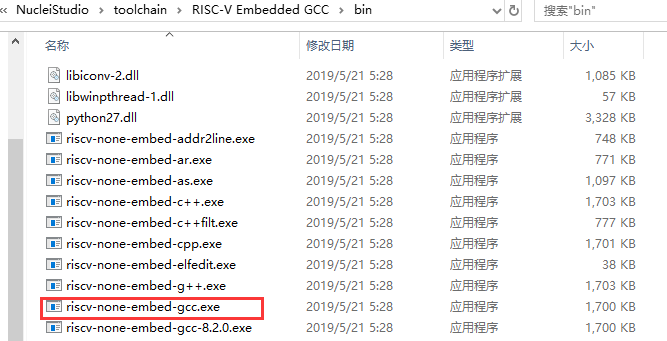 « NucleiStudio > toolchain > RISC-V Embedded GCC > bin 搜索"bin"
名称 修改日期 类型 大小
libiconv-2.dll 2019/5/21 5:28 应用程序扩展 1,085 KB
libwinpthread-1.dll 2019/5/21 5:28 应用程序扩展 57 KB
python27.dll 2019/5/21 5:28 应用程序扩展 3,328 KB
riscv-none-embed-addr2line.exe 2019/5/21 5:28 应用程序 748 KB
riscv-none-embed-ar.exe 2019/5/21 5:28 应用程序 771 KB
riscv-none-embed-as.exe 2019/5/21 5:28 应用程序 1,097 KB
riscv-none-embed-c++.exe 2019/5/21 5:28 应用程序 1,703 KB
riscv-none-embed-c++filt.exe 2019/5/21 5:28 应用程序 777 KB
riscv-none-embed-cpp.exe 2019/5/21 5:28 应用程序 1,701 KB
riscv-none-embed-elfedit.exe 2019/5/21 5:28 应用程序 38 KB
riscv-none-embed-g++.exe 2019/5/21 5:28 应用程序 1,703 KB
riscv-none-embed-gcc.exe 2019/5/21 5:28 应用程序 1,700 KB
riscv-none-embed-gcc-8.2.0.exe 2019/5/21 5:28 应用程序 1,700 KB